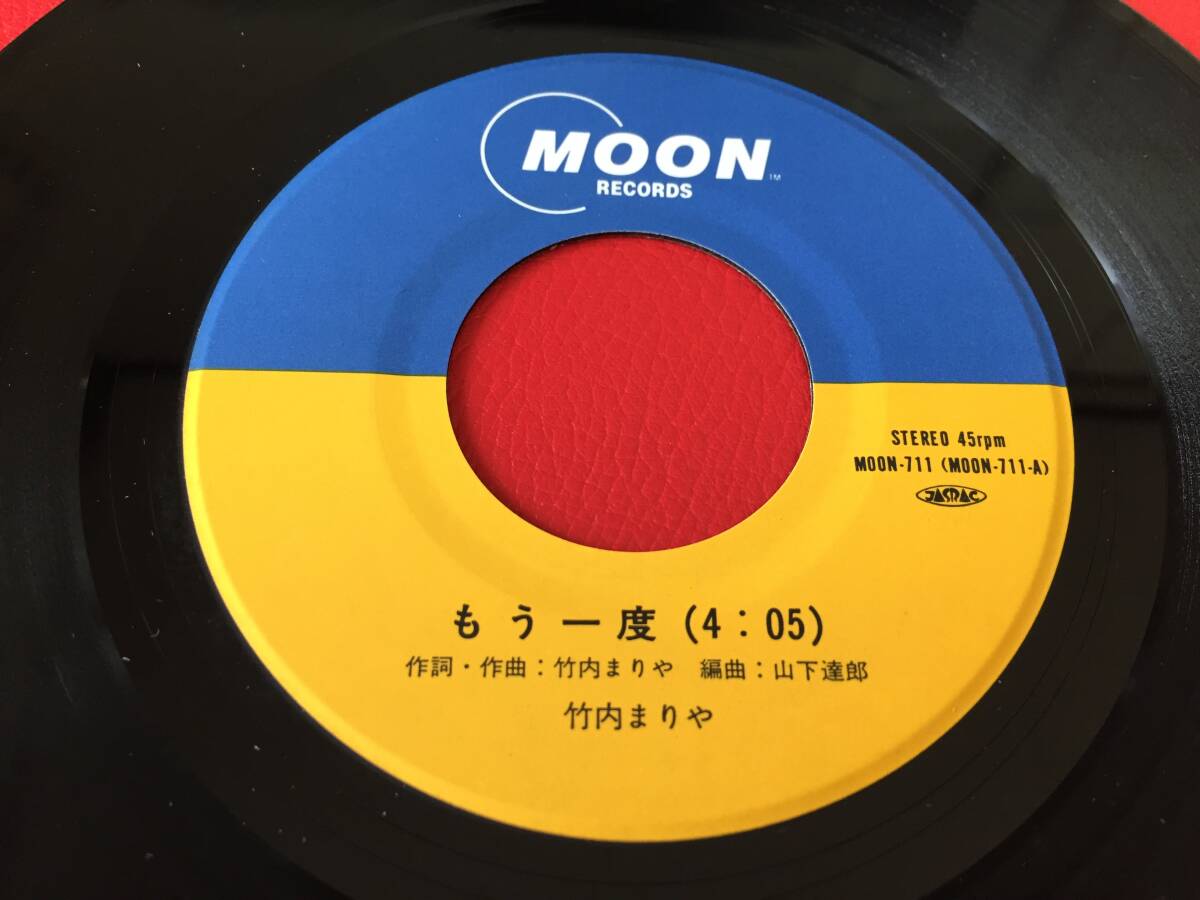 MOON
RECORDS
STEREO 45rpm
MOON-711 (MOON-711-A)
JASRAC
もう一度 (4:05)
作詞・作曲:竹内まりや 編曲:山下達郎
竹内まりや